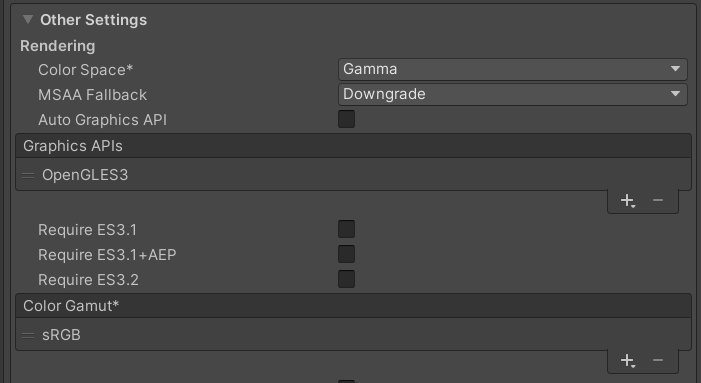 Other Settings
Rendering
Color Space* Gamma
MSAA Fallback Downgrade
Auto Graphics API
Graphics APIs
OpenGLES3
Require ES3.1
Require ES3.1+AEP
Require ES3.2
Color Gamut*
sRGB